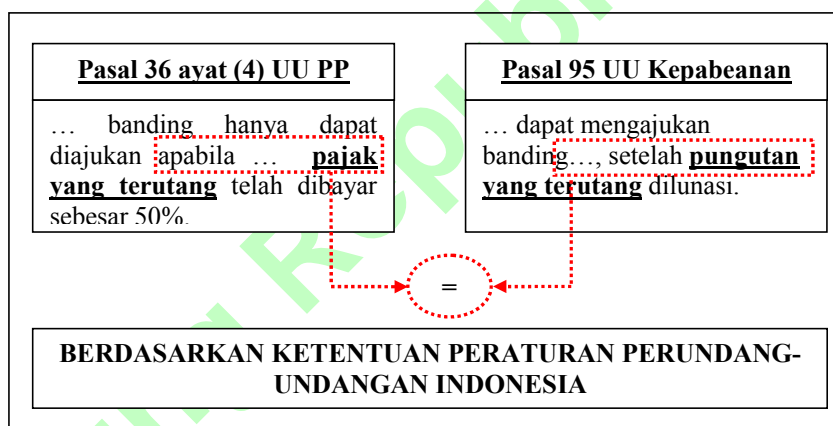 Pasal 36 ayat (4) UU PP
… banding hanya dapat
diajukan apabila … pajak
yang terutang telah dibayar
sebesar 50%.
Pasal 95 UU Kepabeanan
… dapat mengajukan
banding…, setelah pungutan
yang terutang dilunasi.
=
BERDASARKAN KETENTUAN PERATURAN PERUNDANG-
UNDANGAN INDONESIA